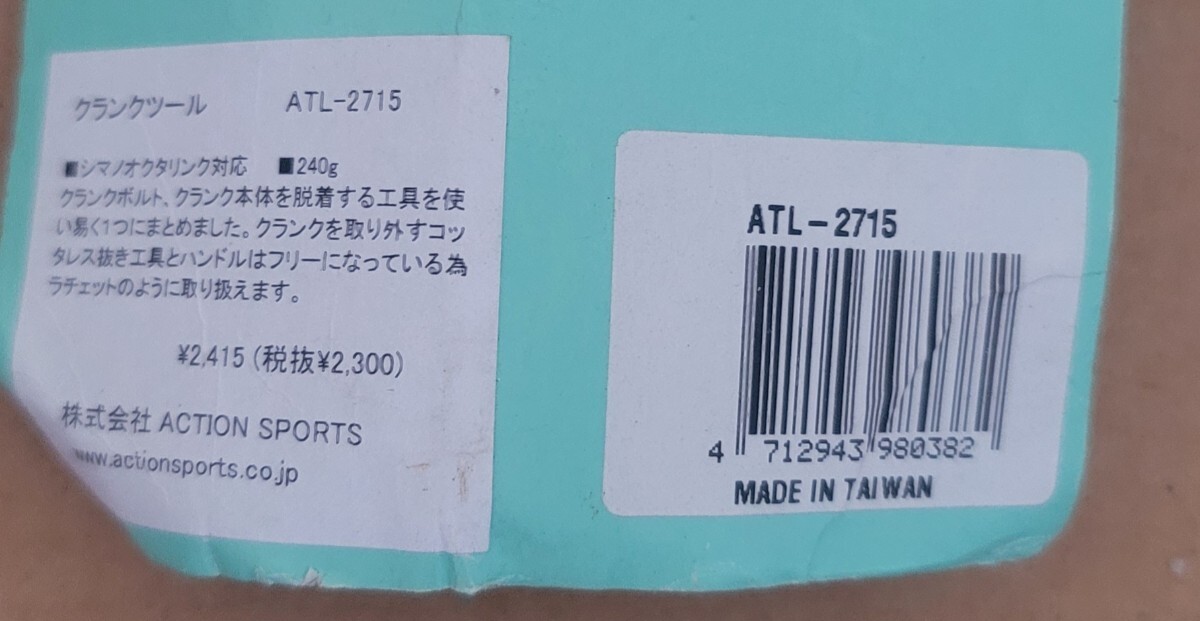 クランクツール ATL-2715
■シマノオクタリンク対応 ■240g
クランクボルト、クランク本体を脱着する工具を使
い易く1つにまとめました。クランクを取り外すコッ
タレス抜き工具とハンドルはフリーになっている為
ラチェットのように取り扱えます。
¥2,415(税抜¥2,300)
株式会社 ACTION SPORTS
www.actionsports.co.jp
ATL-2715
4 712943 980382
MADE IN TAIWAN